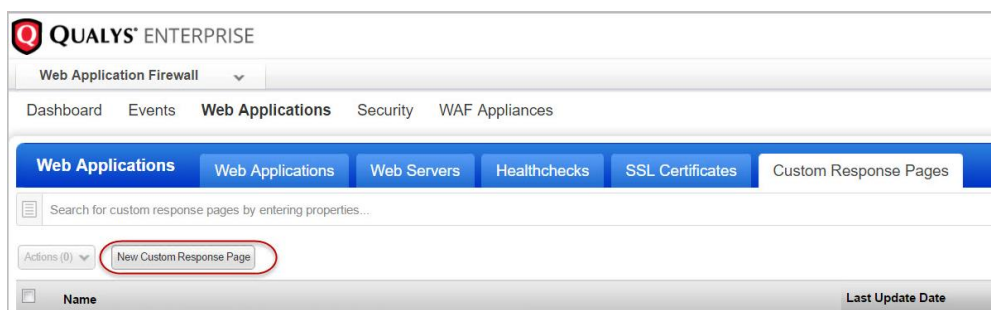 QUALYS® ENTERPRISE
Web Application Firewall
Dashboard Events Web Applications Security WAF Appliances
Web Applications Web Applications Web Servers Healthchecks SSL Certificates Custom Response Pages
Search for custom response pages by entering properties...
Actions (0) New Custom Response Page
Name Last Update Date